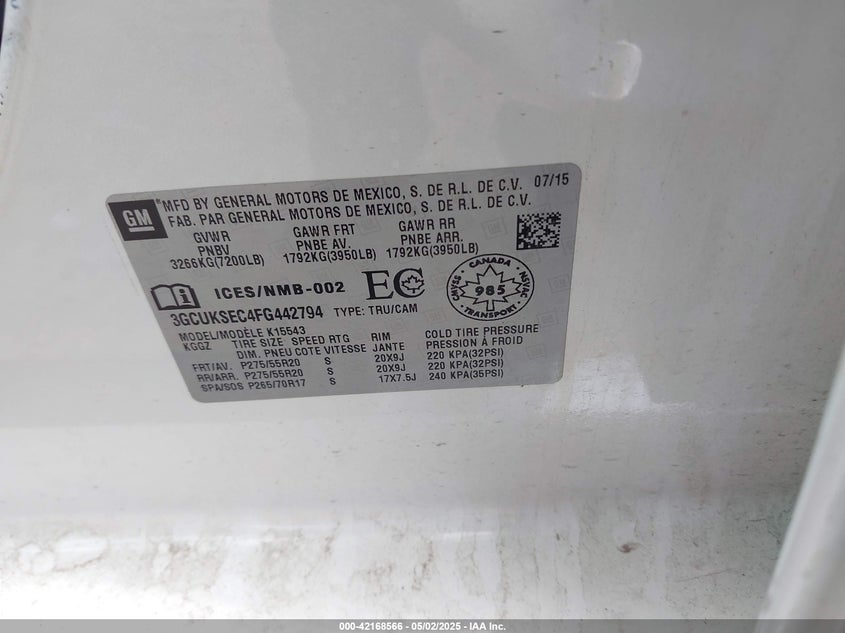 GM
MFD BY GENERAL MOTORS DE MEXICO, S. DE R.L. DE C.V. 07/15
FAB. PAR GENERAL MOTORS DE MEXICO, S. DE R.L. DE C.V.
GVWR GAWR FRT GAWR RR
PNBV PNBE AV. PNBE ARR.
3266KG(7200LB) 1792KG(3950LB) 1792KG(3950LB)
ICES/NMB-002 EC
CANADA
CMVSS 985 NSVAC
TRANSPORT
3GCUKSEC4FG442794 TYPE: TRU/CAM
MODEL/MODÈLE K15543
KGGZ TIRE SIZE SPEED RTG RIM COLD TIRE PRESSURE
DIM. PNEU COTE VITESSE JANTE PRESSION À FROID
FRT/AV. P275/55R20 S 20X9J 220 KPA(32PSI)
RR/ARR. P275/55R20 S 20X9J 220 KPA(32PSI)
SPA/SOS P265/70R17 S 17X7.5J 240 KPA(35PSI)
000-42168566 - 05/02/2025 - IAA Inc.